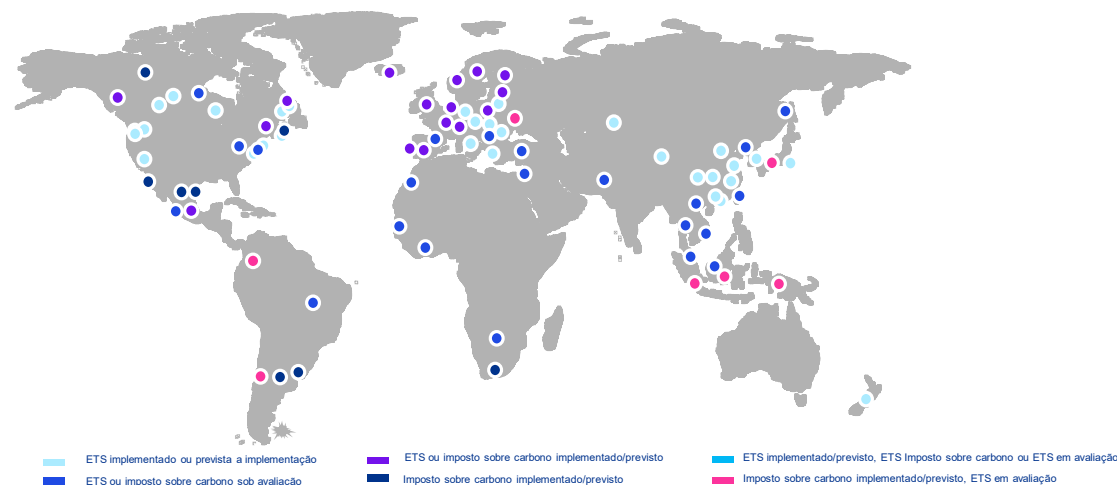 ETS implementado ou prevista a implementação
ETS ou imposto sobre carbono sob avaliação
ETS ou imposto sobre carbono implementado/previsto
Imposto sobre carbono implementado/previsto
ETS implementado/previsto, ETS Imposto sobre carbono ou ETS em avaliação
Imposto sobre carbono implementado/previsto, ETS em avaliação